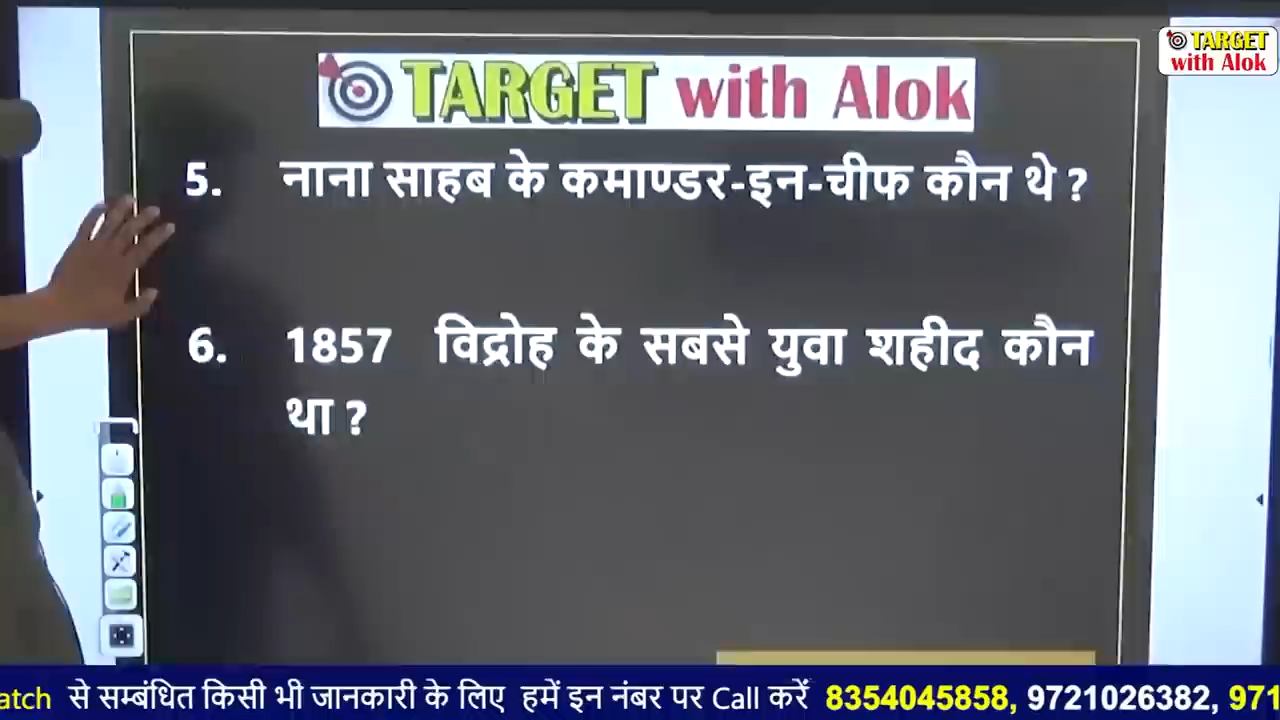 TARGET with Alok
TARGET
with Alok
5. नाना साहब के कमाण्डर-इन-चीफ कौन थे ?
6. 1857 विद्रोह के सबसे युवा शहीद कौन
था ?
atch से सम्बंधित किसी भी जानकारी के लिए हमें इन नंबर पर Call करें 8354045858, 9721026382, 971